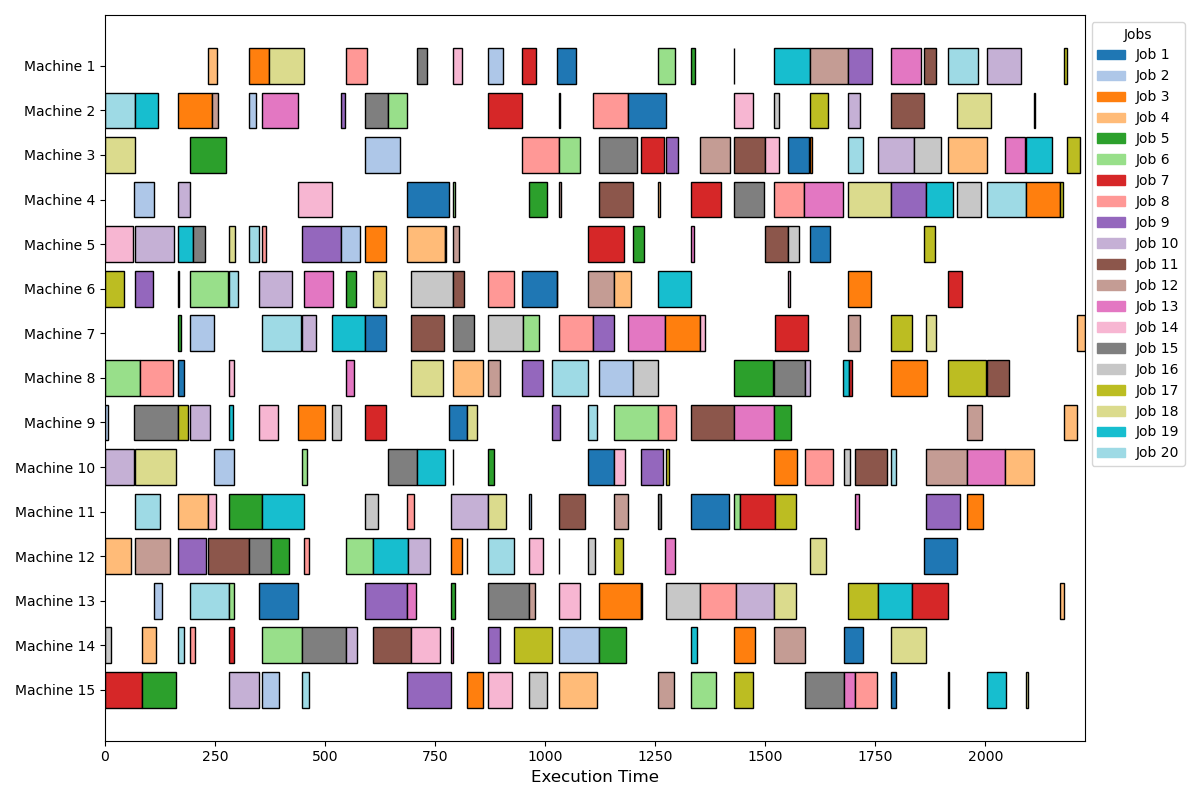 Machine 1
Machine 2
Machine 3
Machine 4
Machine 5
Machine 6
Machine 7
Machine 8
Machine 9
Machine 10
Machine 11
Machine 12
Machine 13
Machine 14
Machine 15
0 250 500 750 1000 1250 1500 1750 2000
Execution Time
Jobs
Job 1
Job 2
Job 3
Job 4
Job 5
Job 6
Job 7
Job 8
Job 9
Job 10
Job 11
Job 12
Job 13
Job 14
Job 15
Job 16
Job 17
Job 18
Job 19
Job 20